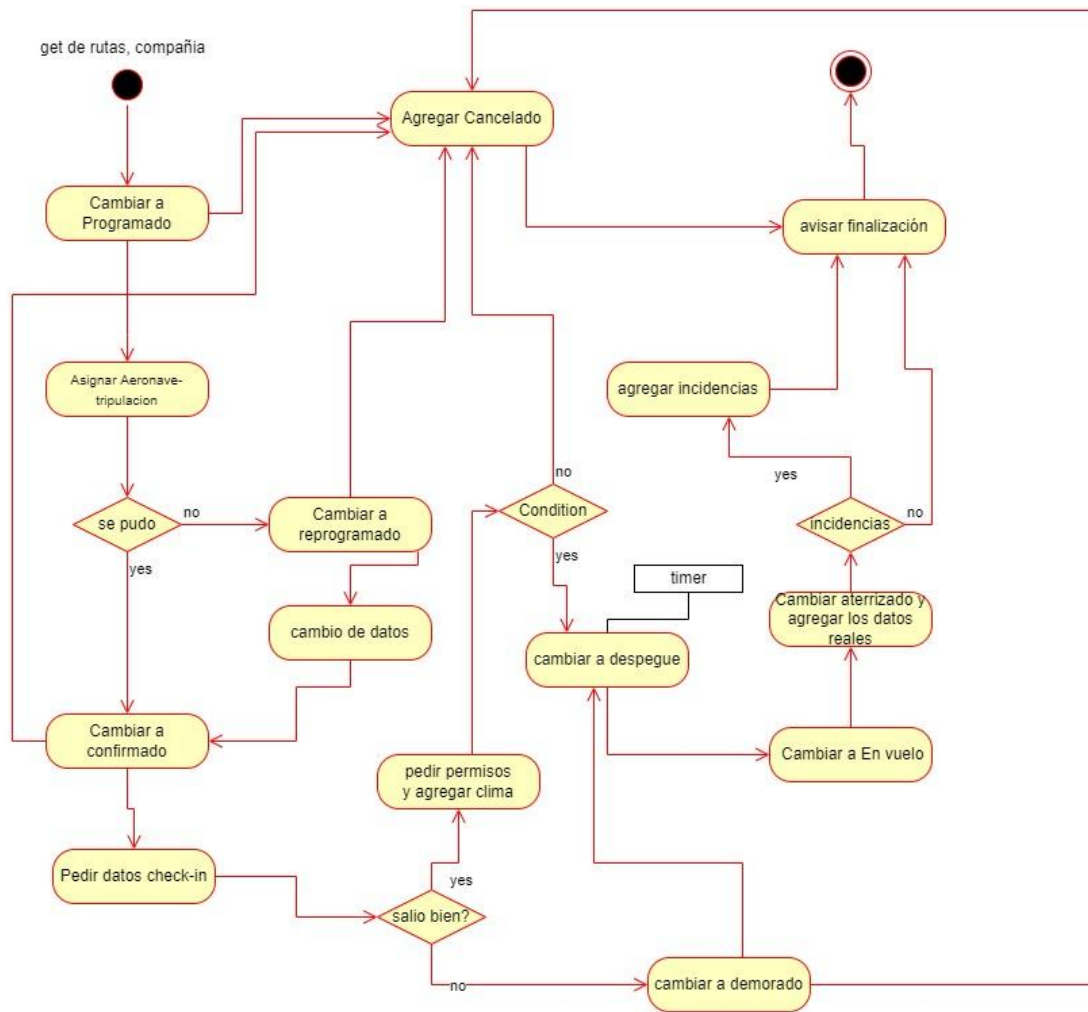 get de rutas, compañia
Agregar Cancelado
Cambiar a
Programado
avisar finalización
Asignar Aeronave-
tripulacion
agregar incidencias
yes
no
se pudo
no
yes
Cambiar a
reprogramado
Condition
no
yes
incidencias
timer
cambio de datos
cambiar a despegue
Cambiar aterrizado y
agregar los datos
reales
Cambiar a
confirmado
pedir permisos
y agregar clima
Cambiar a En vuelo
Pedir datos check-in
yes
salio bien?
no
cambiar a demorado